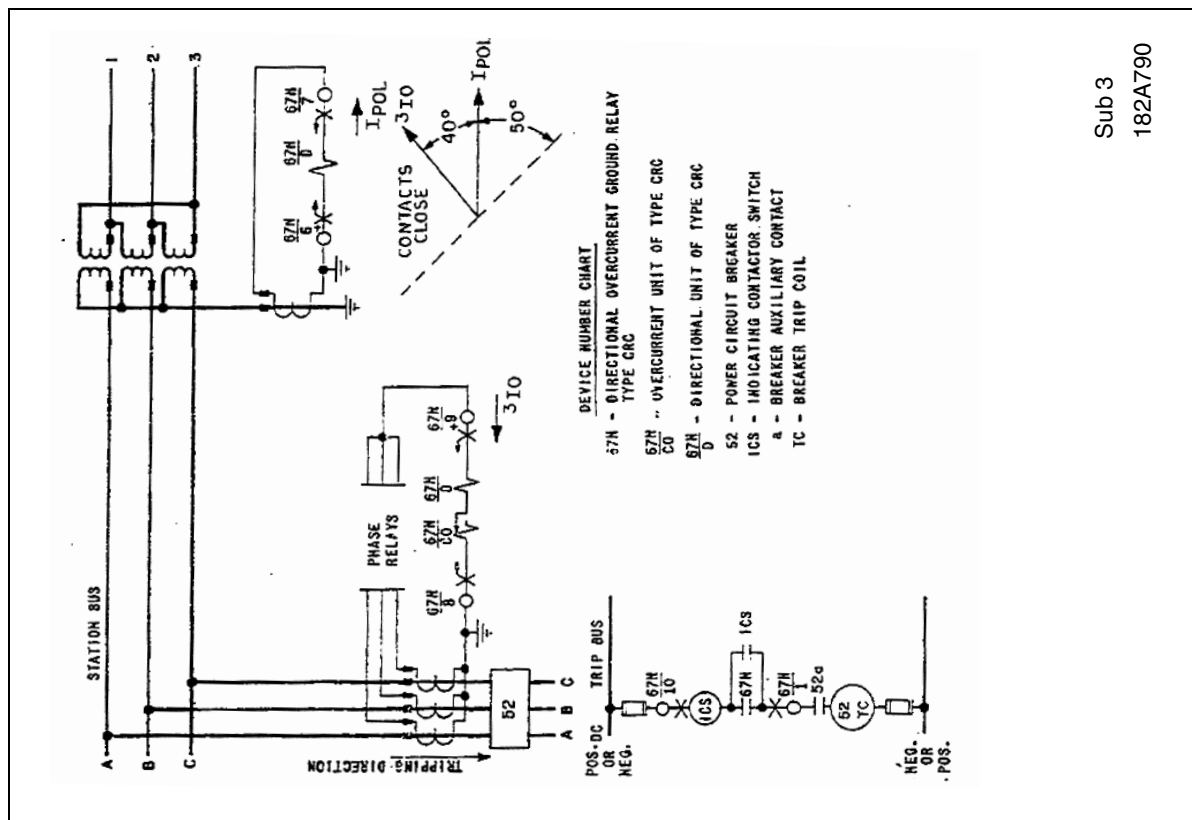 1
2
3
STATION BUS
A
B
C
67N
7
67N
D
67N
6
IPOL
3IO
IPOL
40°
50°
CONTACTS
CLOSE
PHASE
RELAYS
67N
+9
67N
D
67N
CO
67N
8
3IO
52
A
B
C
TRIPPING DIRECTION
DEVICE NUMBER CHART
67N - DIRECTIONAL OVERCURRENT GROUND RELAY
TYPE CRC
67N
CO
- OVERCURRENT UNIT OF TYPE CRC
67N
D
- DIRECTIONAL UNIT OF TYPE CRC
52 - POWER CIRCUIT BREAKER
ICS - INDICATING CONTACTOR SWITCH
a - BREAKER AUXILIARY CONTACT
TC - BREAKER TRIP COIL
POS. DC
OR
NEG.
TRIP BUS
67N
10
ICS
67N
ICS
67N
1
52a
52
TC
NEG.
OR
POS.
Sub 3
182A790